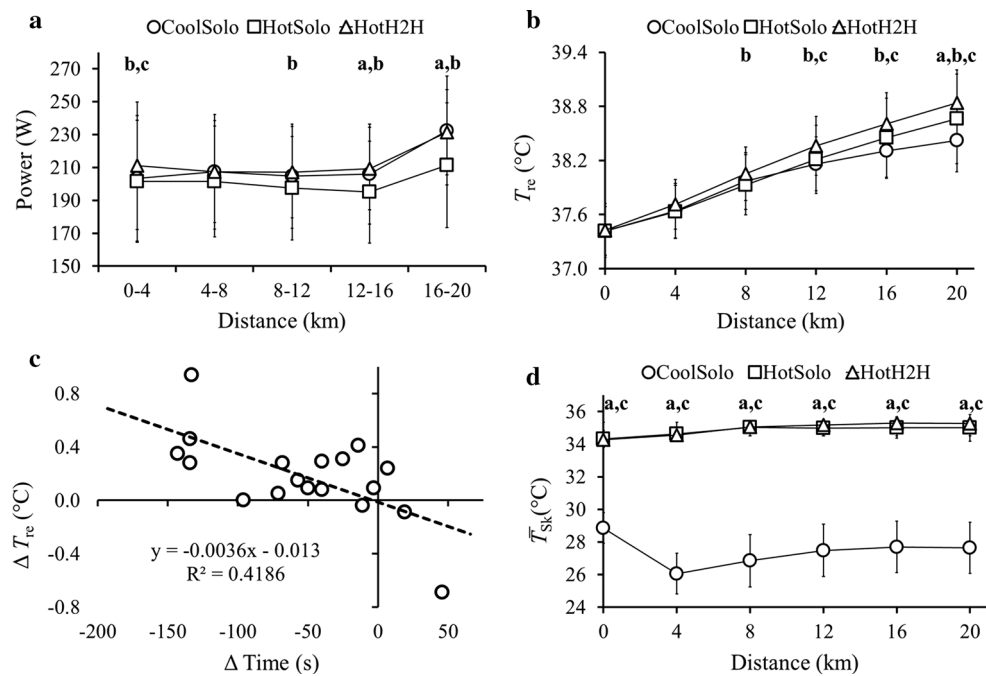 a
CoolSolo HotSolo HotH2H
270
250
230
210
190
170
150
Power (W)
b,c b a,b a,b
0-4 4-8 8-12 12-16 16-20
Distance (km)
b
CoolSolo HotSolo HotH2H
39.4
38.8
38.2
37.6
37.0
Tre (°C)
b b,c b,c a,b,c
0 4 8 12 16 20
Distance (km)
c
0.8
0.4
0.0
-0.4
-0.8
Δ Tre (°C)
y = -0.0036x - 0.013
R² = 0.4186
-200 -150 -100 -50 0 50
Δ Time (s)
d
CoolSolo HotSolo HotH2H
36
34
32
30
28
26
24
T̅Sk(°C)
a,c a,c a,c a,c a,c a,c
0 4 8 12 16 20
Distance (km)